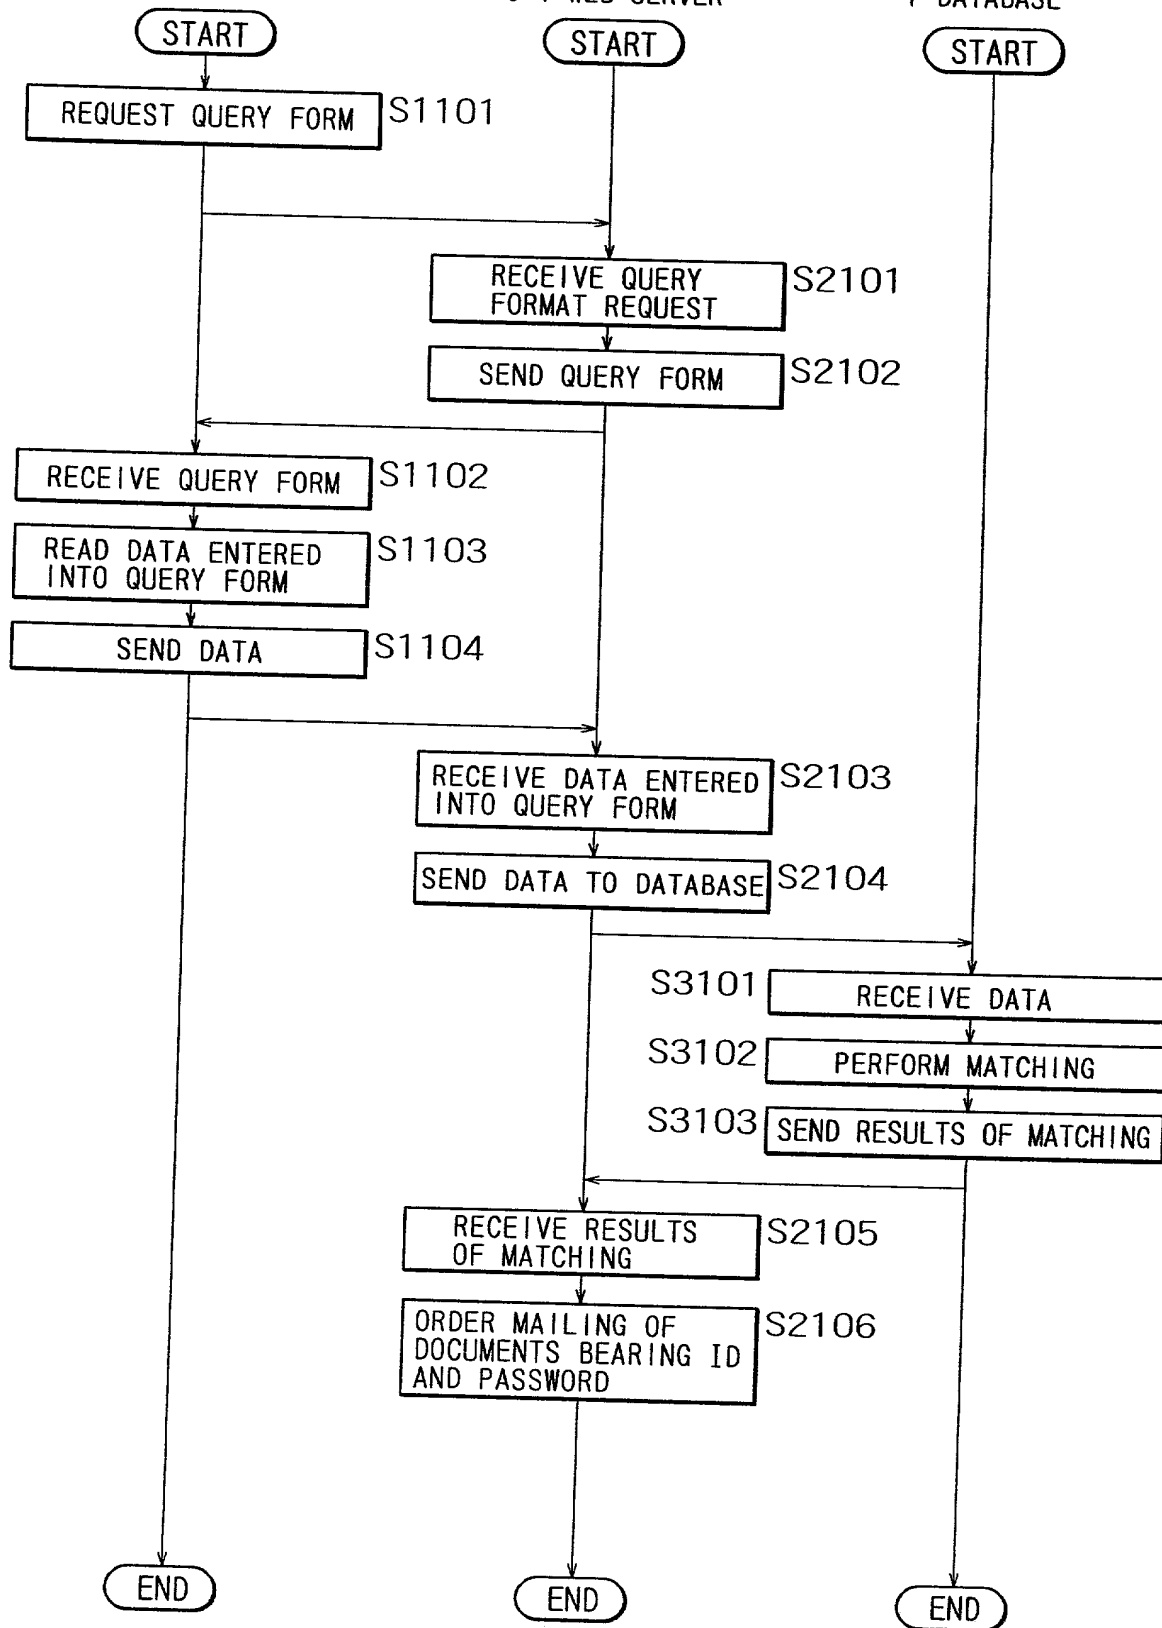 WEB SERVER
DATABASE
START
START
START
REQUEST QUERY FORM
S1101
RECEIVE QUERY
FORMAT REQUEST
S2101
SEND QUERY FORM
S2102
RECEIVE QUERY FORM
S1102
READ DATA ENTERED
INTO QUERY FORM
S1103
SEND DATA
S1104
RECEIVE DATA ENTERED
INTO QUERY FORM
S2103
SEND DATA TO DATABASE
S2104
S3101
RECEIVE DATA
S3102
PERFORM MATCHING
S3103
SEND RESULTS OF MATCHING
RECEIVE RESULTS
OF MATCHING
S2105
ORDER MAILING OF
DOCUMENTS BEARING ID
AND PASSWORD
S2106
END
END
END